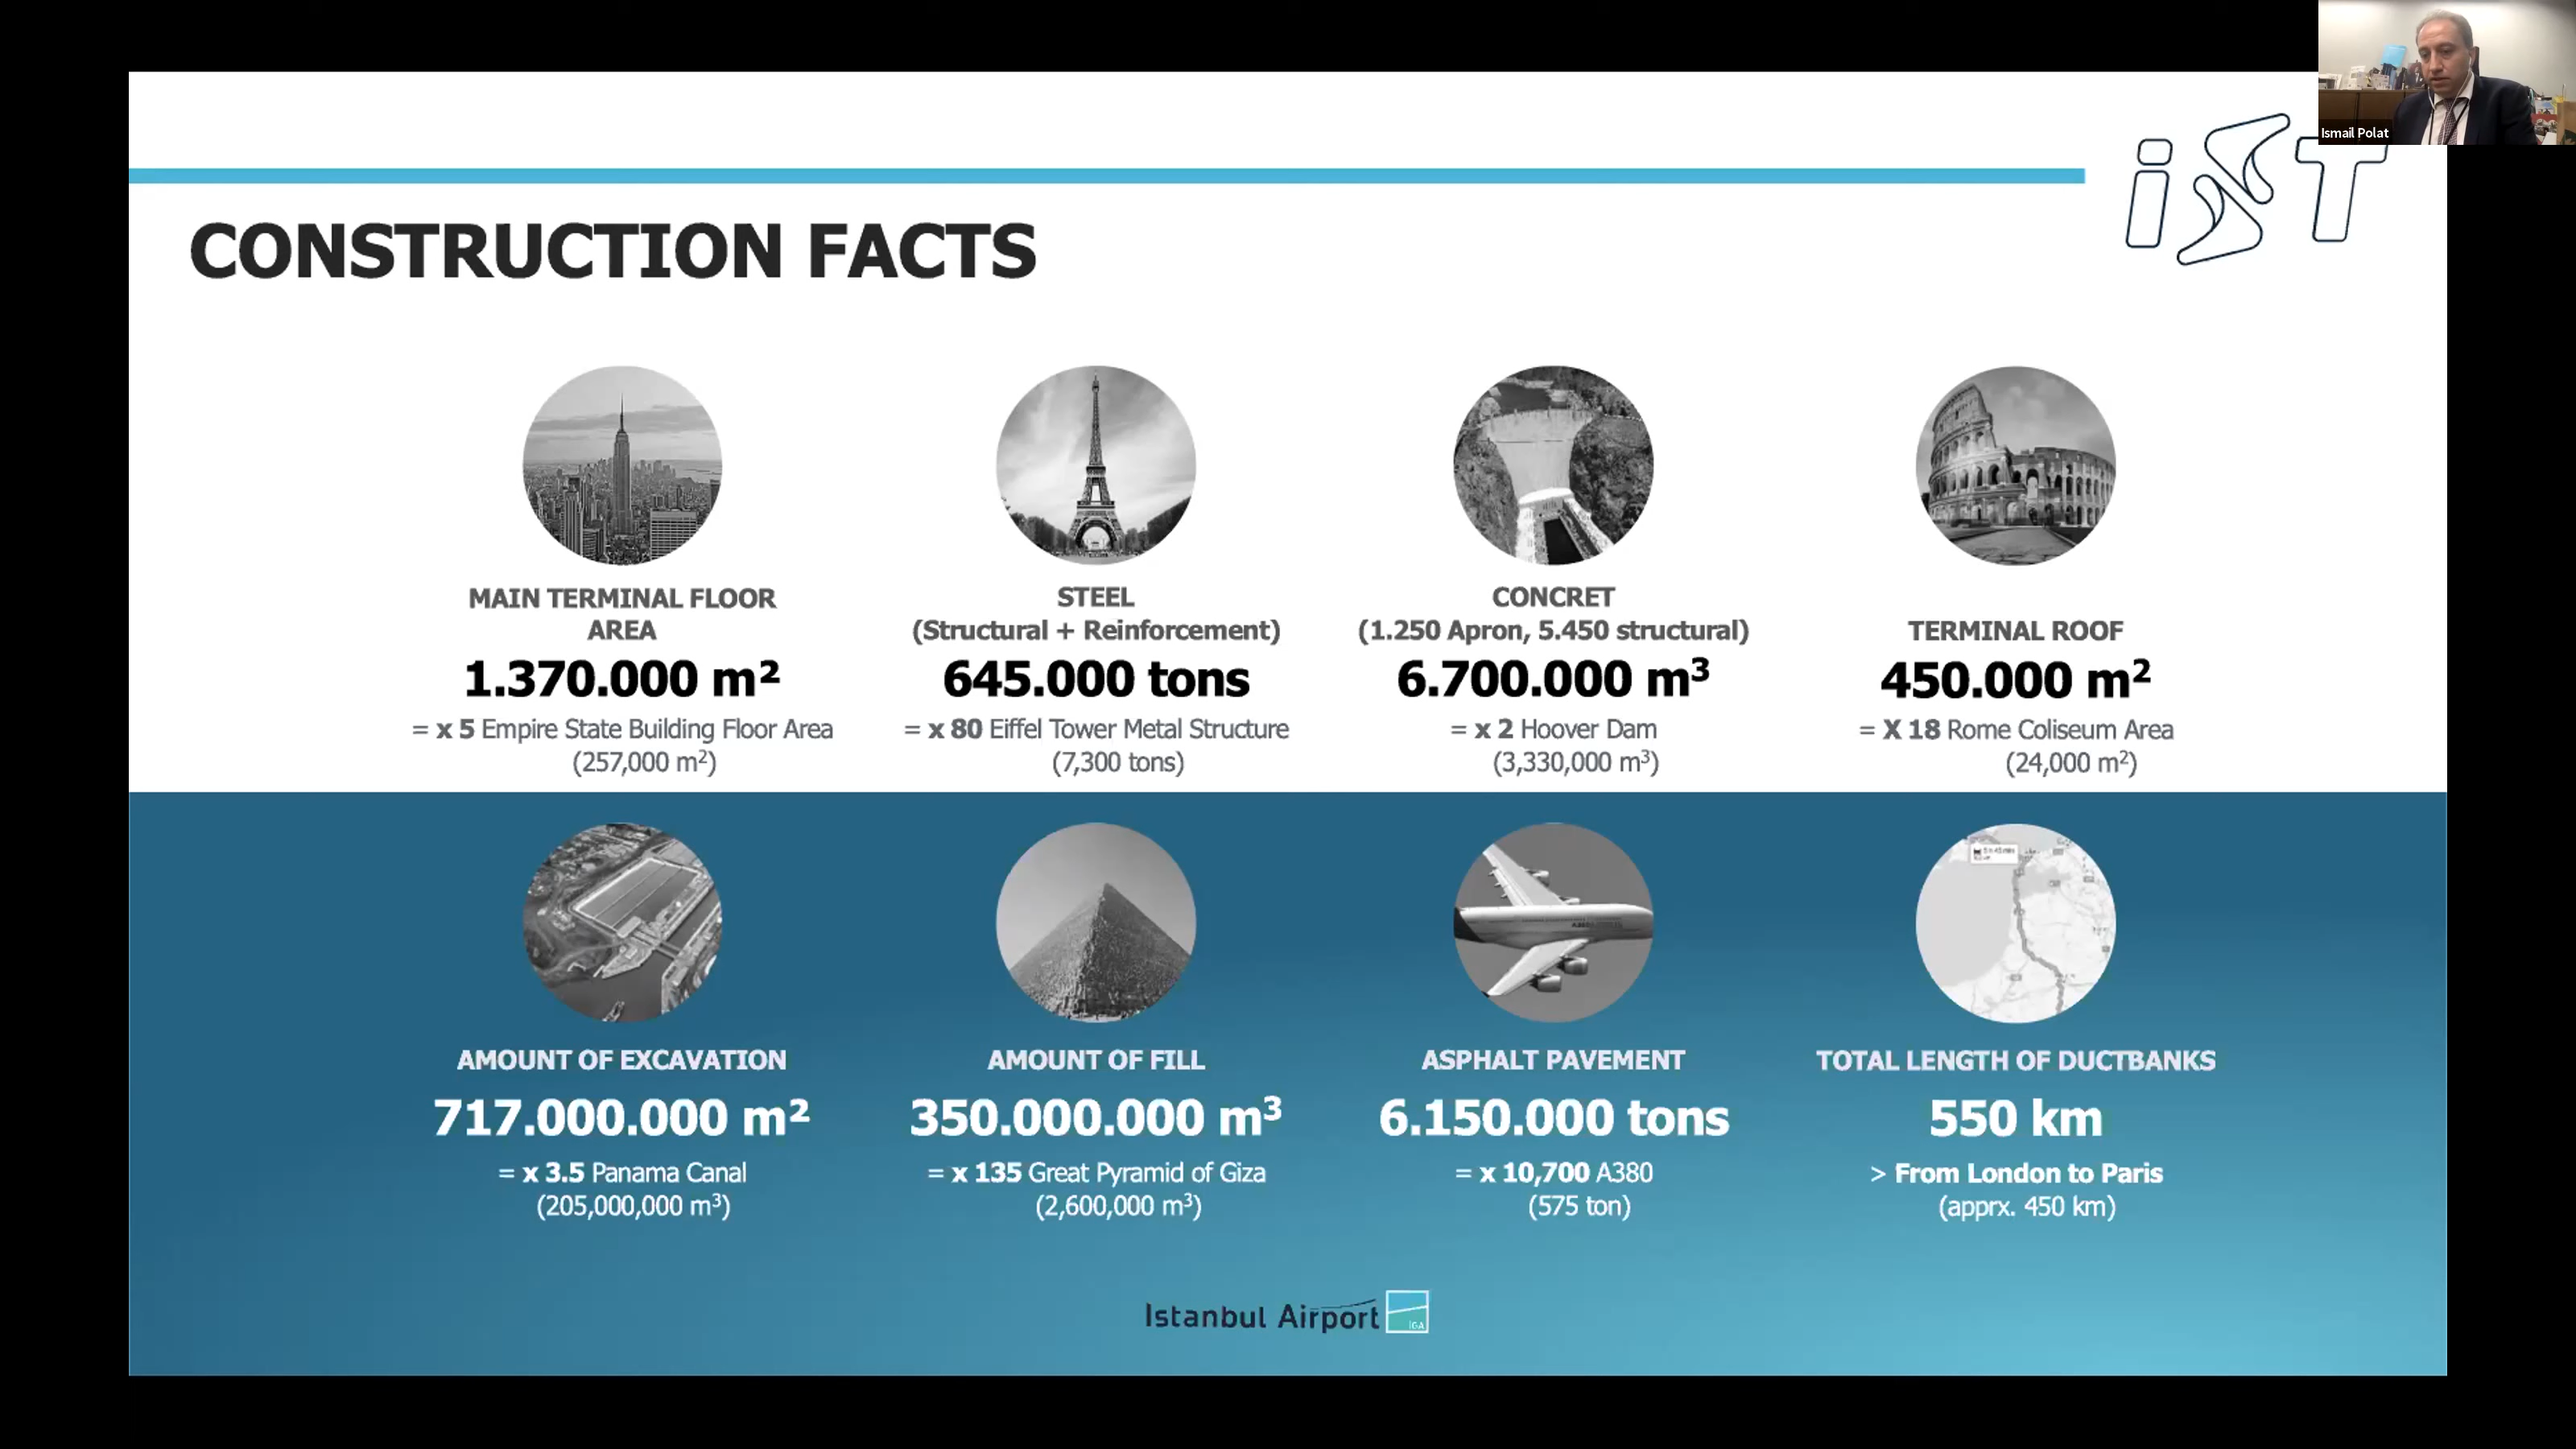 Ismail Polat
iST
CONSTRUCTION FACTS
MAIN TERMINAL FLOOR
AREA
1.370.000 m²
= x 5 Empire State Building Floor Area
(257,000 m²)
STEEL
(Structural + Reinforcement)
645.000 tons
= x 80 Eiffel Tower Metal Structure
(7,300 tons)
CONCRET
(1.250 Apron, 5.450 structural)
6.700.000 m³
= x 2 Hoover Dam
(3,330,000 m³)
TERMINAL ROOF
450.000 m²
= X 18 Rome Coliseum Area
(24,000 m²)
AMOUNT OF EXCAVATION
717.000.000 m²
= x 3.5 Panama Canal
(205,000,000 m³)
AMOUNT OF FILL
350.000.000 m³
= x 135 Great Pyramid of Giza
(2,600,000 m³)
ASPHALT PAVEMENT
6.150.000 tons
= x 10,700 A380
(575 ton)
TOTAL LENGTH OF DUCTBANKS
550 km
> From London to Paris
(apprx. 450 km)
Istanbul Airport
iGA